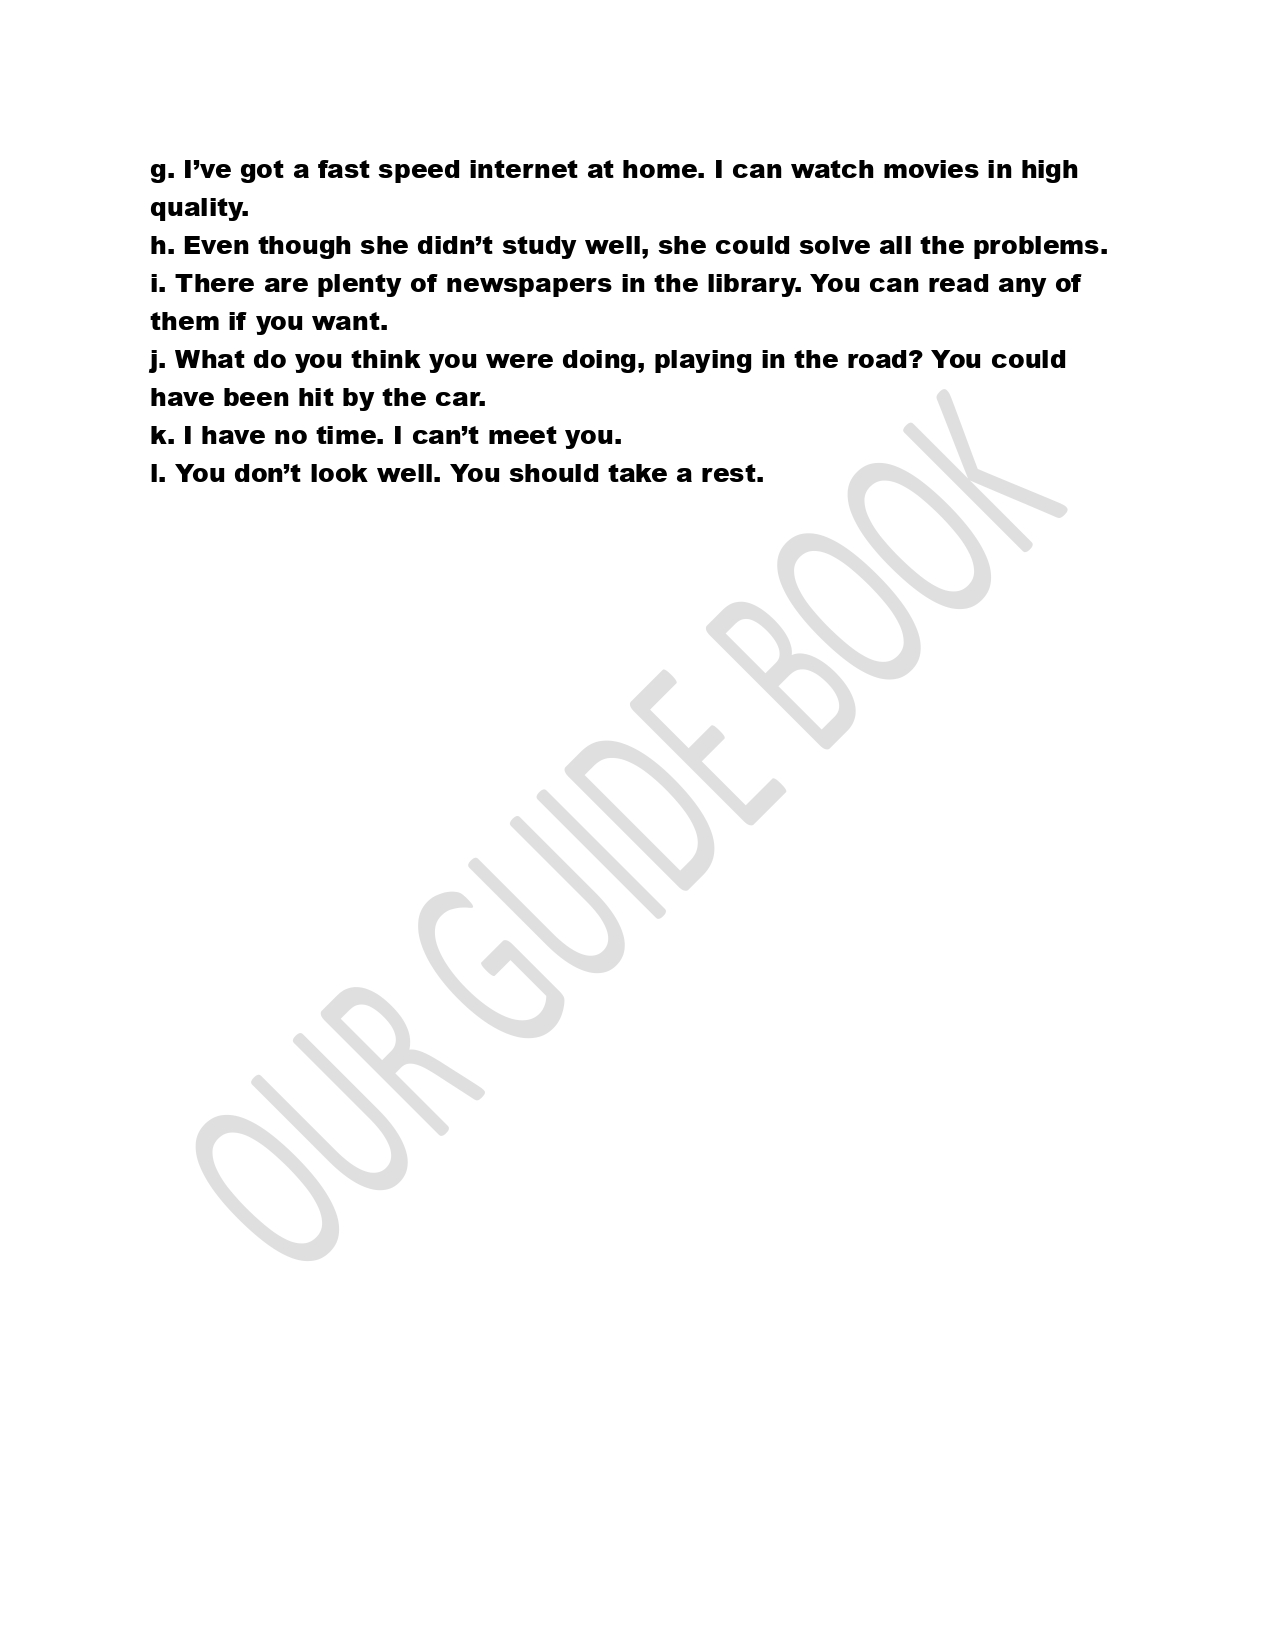 g. I’ve got a fast speed internet at home. I can watch movies in high
quality.
h. Even though she didn’t study well, she could solve all the problems.
i. There are plenty of newspapers in the library. You can read any of
them if you want.
j. What do you think you were doing, playing in the road? You could
have been hit by the car.
k. I have no time. I can’t meet you.
l. You don’t look well. You should take a rest.
OUR GUIDE BOOK